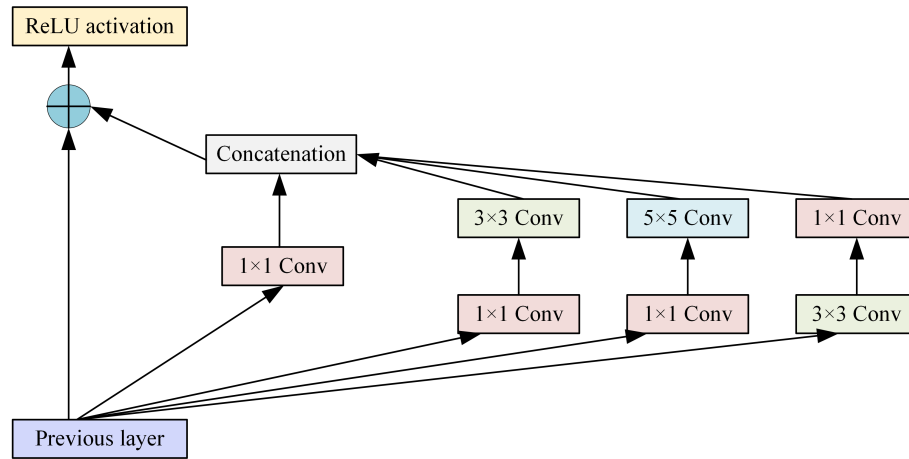 ReLU activation
Concatenation
3×3 Conv
5×5 Conv
1×1 Conv
1×1 Conv
1×1 Conv
1×1 Conv
3×3 Conv
Previous layer